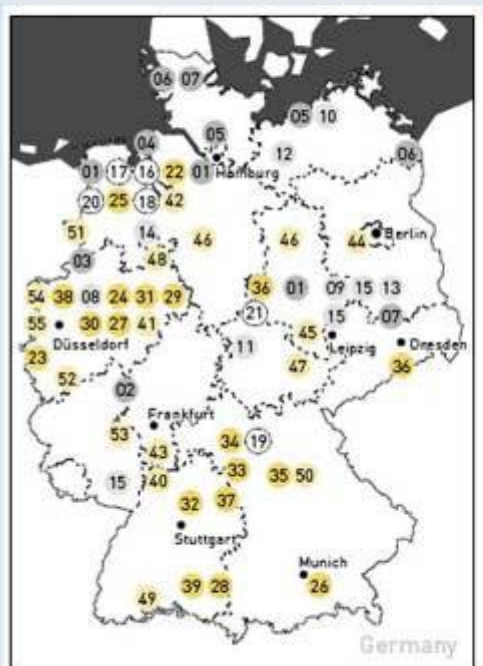 06 07
05 10
04 05
12 06
01 17 16 22 01 Hamburg
20 25 18 42
51 14 46 46 44 Berlin
03 48
54 38 08 24 31 29 36 01 09 15 13
21 15 07
55 30 27 41 45
Düsseldorf Leipzig Dresden
23 11 47 36
52 02
Frankfurt
53 34 19
43 33
15 40 35 50
32 37
Stuttgart
Munich
49 39 28 26
Germany